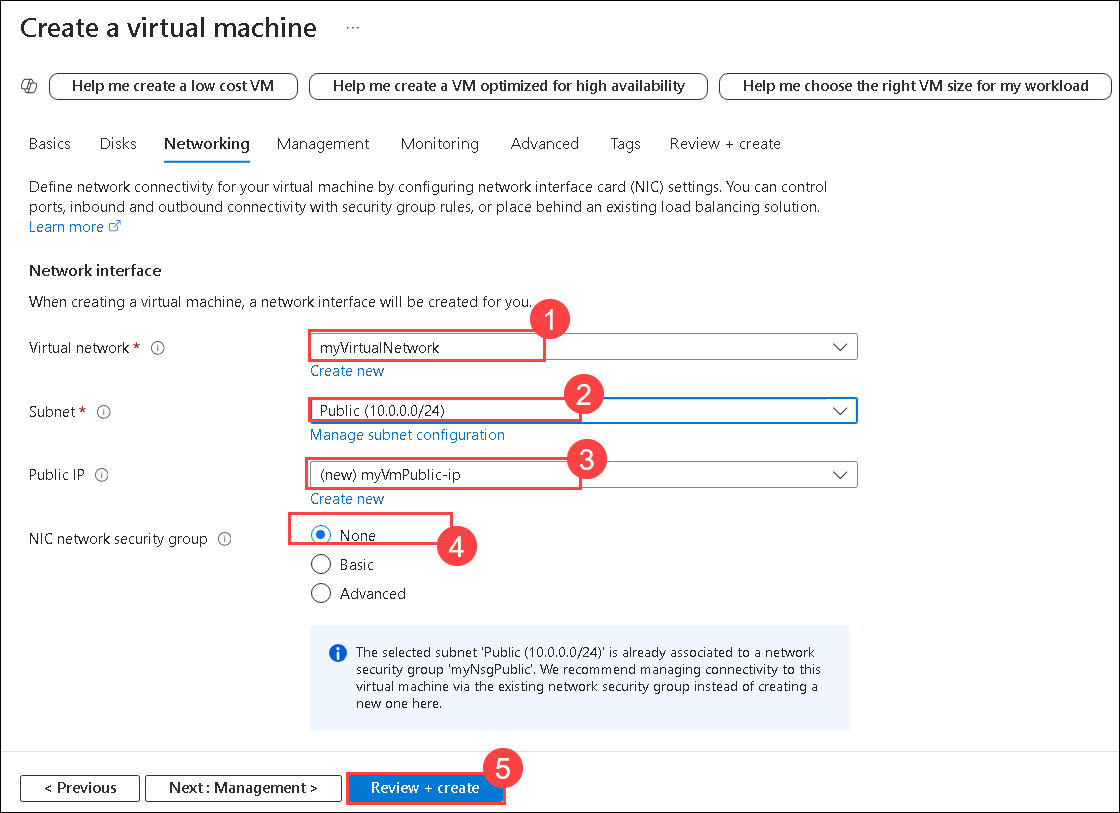 Create a virtual machine ...
Help me create a low cost VM
Help me create a VM optimized for high availability
Help me choose the right VM size for my workload
Basics Disks Networking Management Monitoring Advanced Tags Review + create
Define network connectivity for your virtual machine by configuring network interface card (NIC) settings. You can control
ports, inbound and outbound connectivity with security group rules, or place behind an existing load balancing solution.
Learn more
Network interface
When creating a virtual machine, a network interface will be created for you.
1
Virtual network * myVirtualNetwork
Create new
2
Subnet * Public (10.0.0.0/24)
Manage subnet configuration
3
Public IP (new) myVmPublic-ip
Create new
NIC network security group None
4
Basic
Advanced
The selected subnet 'Public (10.0.0.0/24)' is already associated to a network
security group 'myNsgPublic'. We recommend managing connectivity to this
virtual machine via the existing network security group instead of creating a
new one here.
5
< Previous Next : Management > Review + create